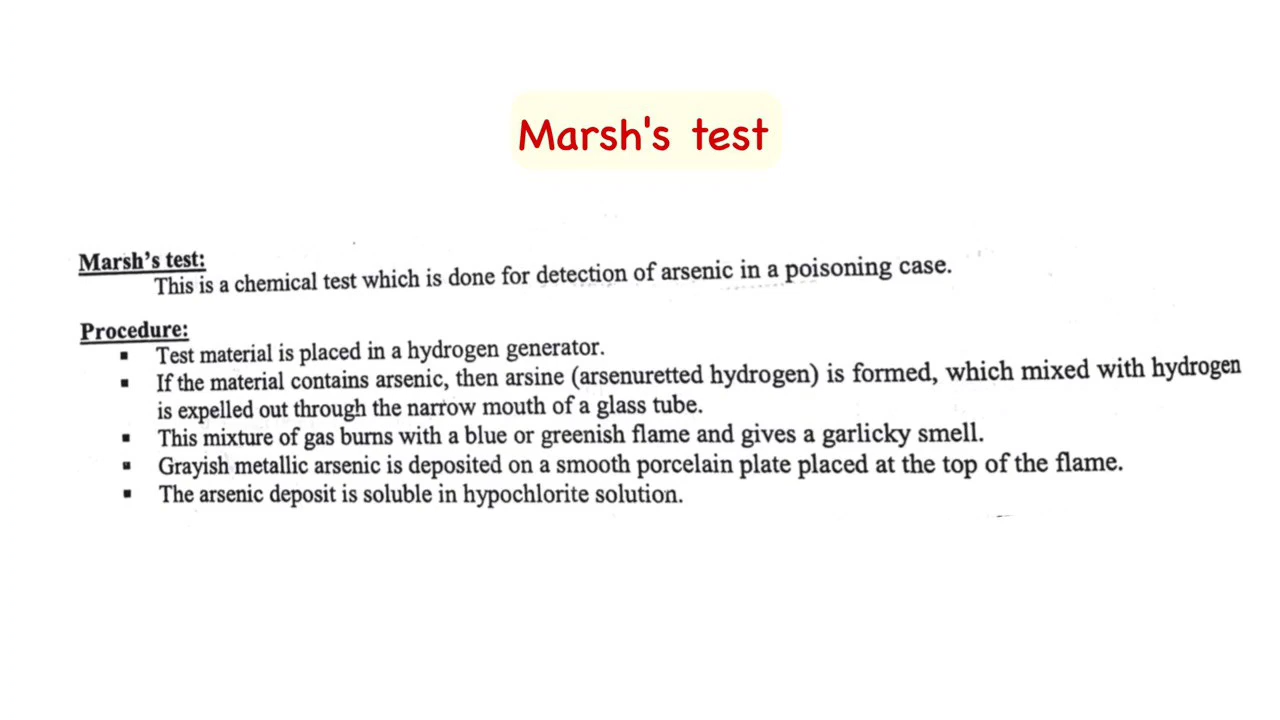 Marsh's test
Marsh's test:
This is a chemical test which is done for detection of arsenic in a poisoning case.
Procedure:
▪ Test material is placed in a hydrogen generator.
▪ If the material contains arsenic, then arsine (arsenuretted hydrogen) is formed, which mixed with hydrogen
is expelled out through the narrow mouth of a glass tube.
▪ This mixture of gas burns with a blue or greenish flame and gives a garlicky smell.
▪ Grayish metallic arsenic is deposited on a smooth porcelain plate placed at the top of the flame.
▪ The arsenic deposit is soluble in hypochlorite solution.